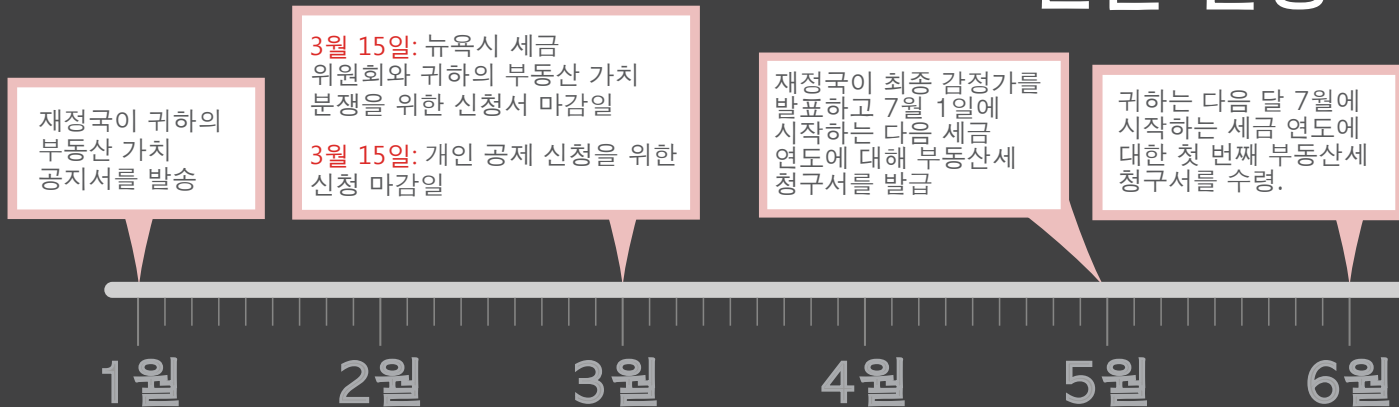 재정국이 귀하의
부동산 가치
공지서를 발송
3월 15일: 뉴욕시 세금
위원회와 귀하의 부동산 가치
분쟁을 위한 신청서 마감일
3월 15일: 개인 공제 신청을 위한
신청 마감일
재정국이 최종 감정가를
발표하고 7월 1일에
시작하는 다음 세금
연도에 대해 부동산세
청구서를 발급
귀하는 다음 달 7월에
시작하는 세금 연도에
대한 첫 번째 부동산세
청구서를 수령.
1월
2월
3월
4월
5월
6월